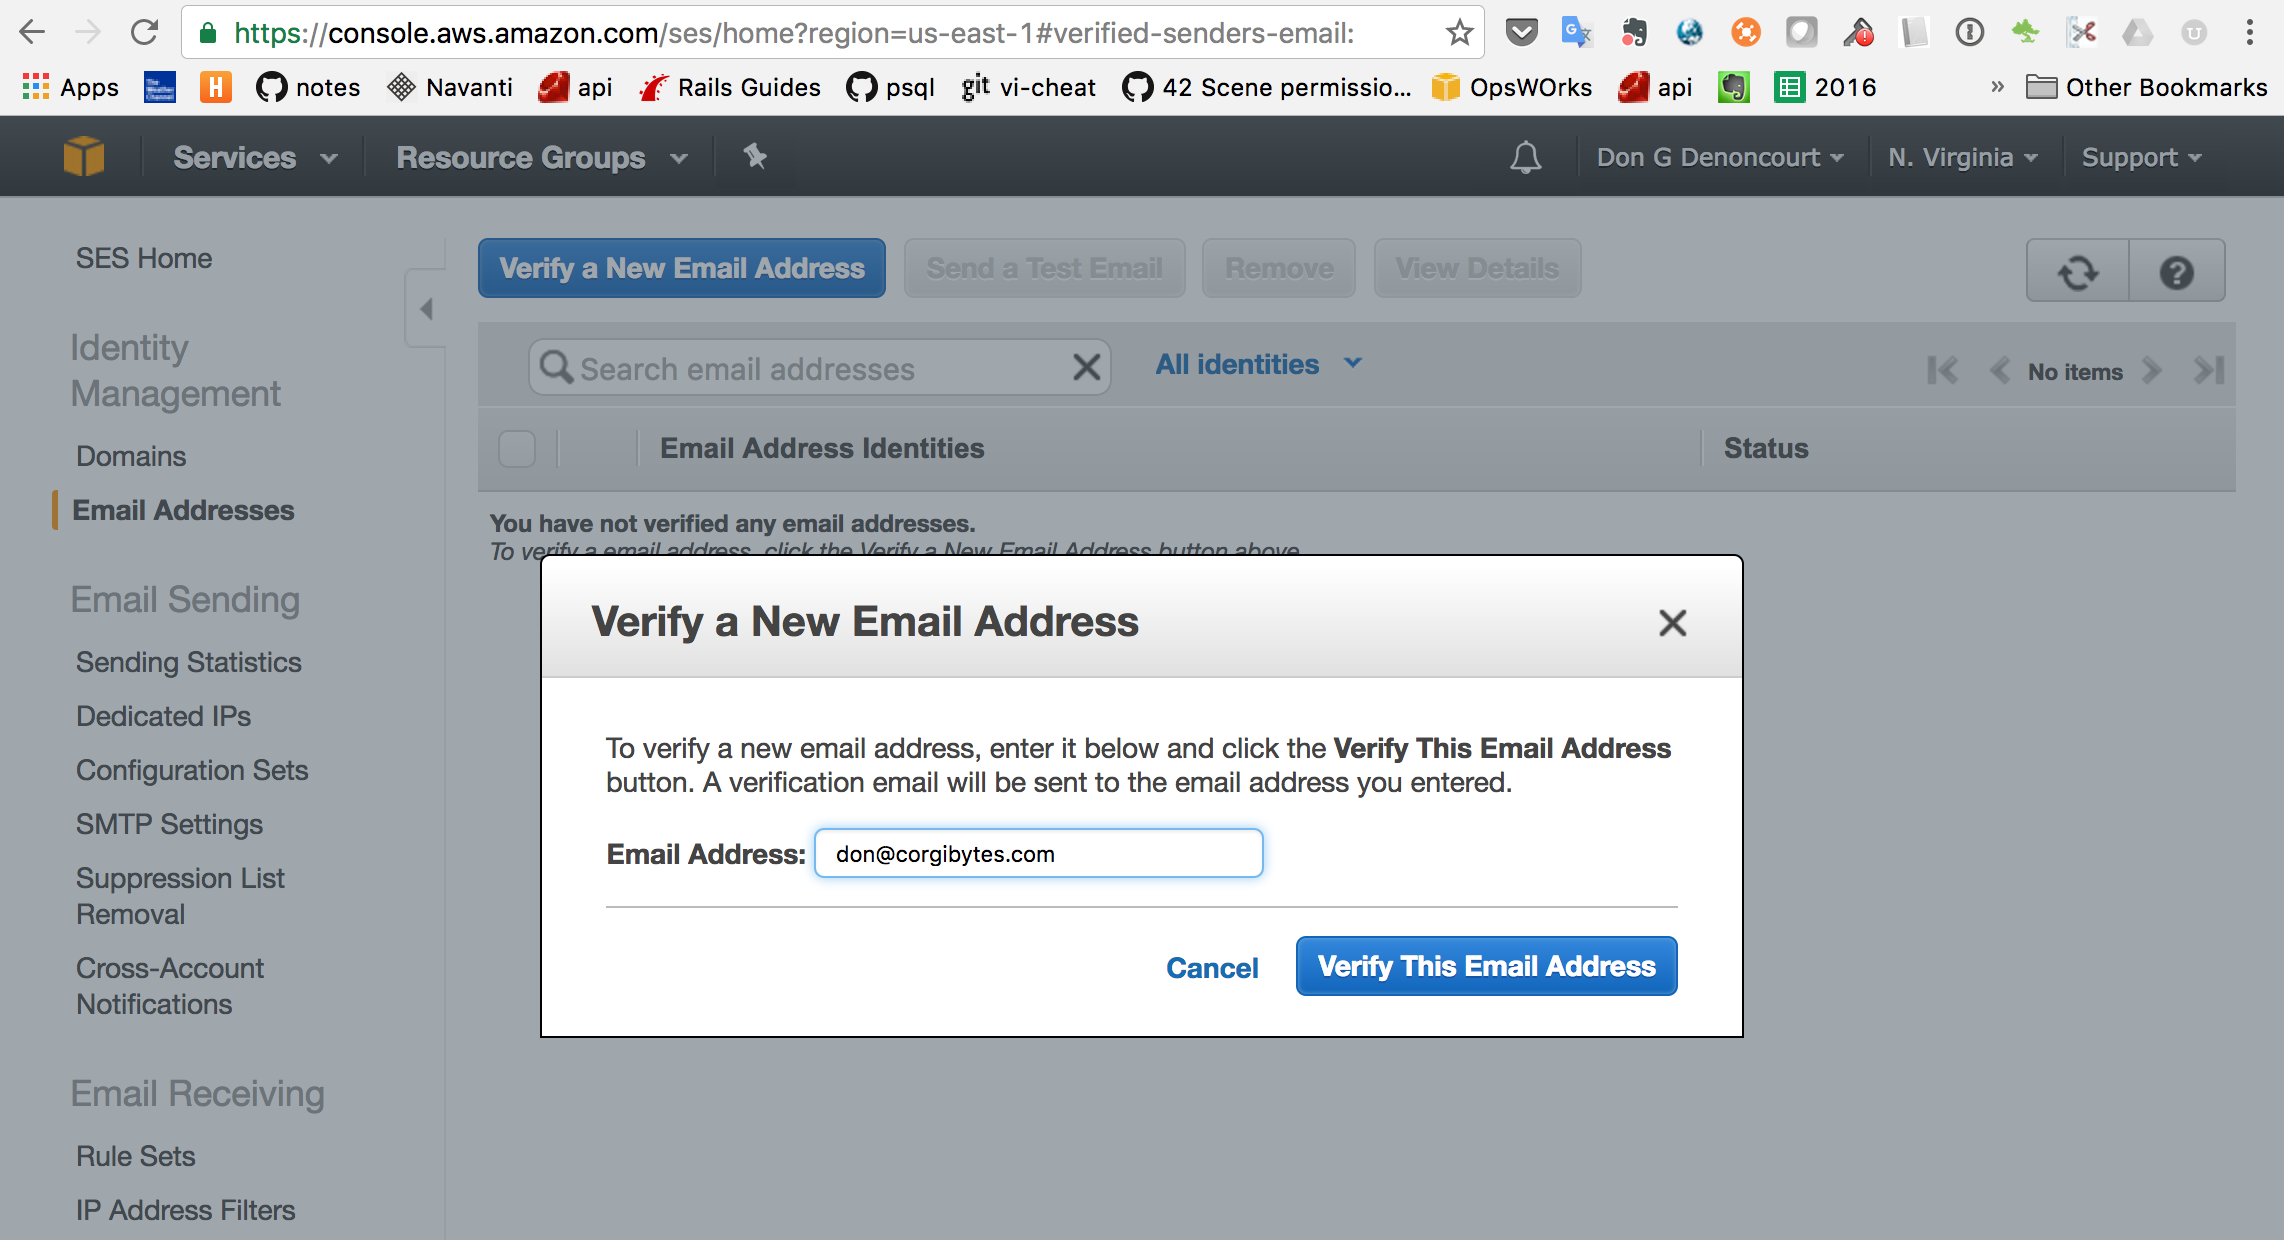 https://console.aws.amazon.com/ses/home?region=us-east-1#verified-senders-email:
Apps
H
notes
Navanti
api
Rails Guides
psql
git vi-cheat
42 Scene permissio...
OpsWOrks
api
2016
» Other Bookmarks
Services
Resource Groups
Don G Denoncourt
N. Virginia
Support
SES Home
Identity
Management
Domains
Email Addresses
Email Sending
Sending Statistics
Dedicated IPs
Configuration Sets
SMTP Settings
Suppression List
Removal
Cross-Account
Notifications
Email Receiving
Rule Sets
IP Address Filters
Verify a New Email Address
Send a Test Email
Remove
View Details
Search email addresses
All identities
No items
Email Address Identities
Status
You have not verified any email addresses.
To verify a email address, click the Verify a New Email Address button above.
Verify a New Email Address
To verify a new email address, enter it below and click the Verify This Email Address
button. A verification email will be sent to the email address you entered.
Email Address: don@corgibytes.com
Cancel
Verify This Email Address